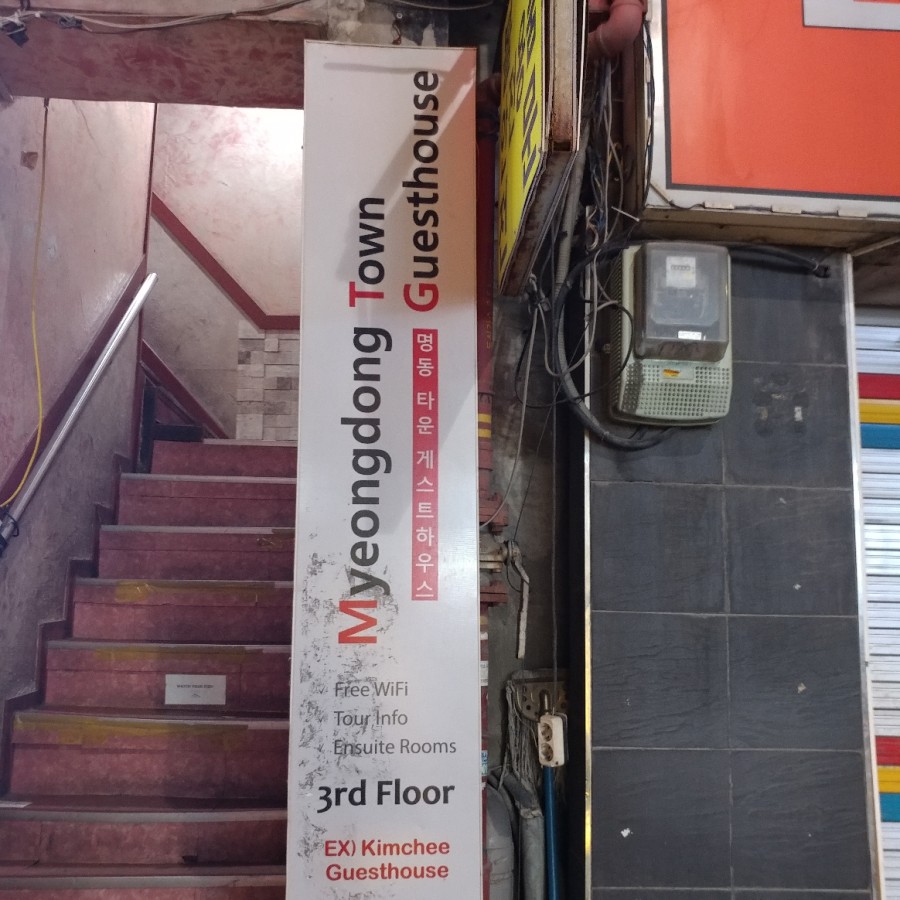 Myeongdong Town
Guesthouse
명동 타운 게스트하우스
Free WiFi
Tour Info
Ensuite Rooms
3rd Floor
EX) Kimchee
Guesthouse